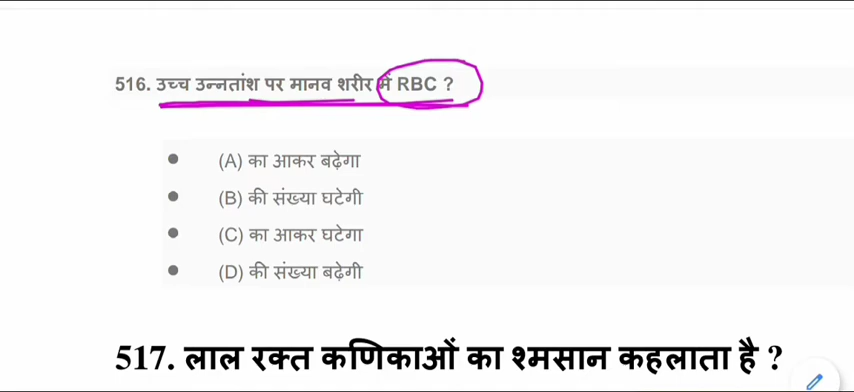 516. उच्च उन्नतांश पर मानव शरीर में RBC ?
(A) का आकर बढ़ेगा
(B) की संख्या घटेगी
(C) का आकर घटेगा
(D) की संख्या बढ़ेगी
517. लाल रक्त कणिकाओं का श्मसान कहलाता है ?